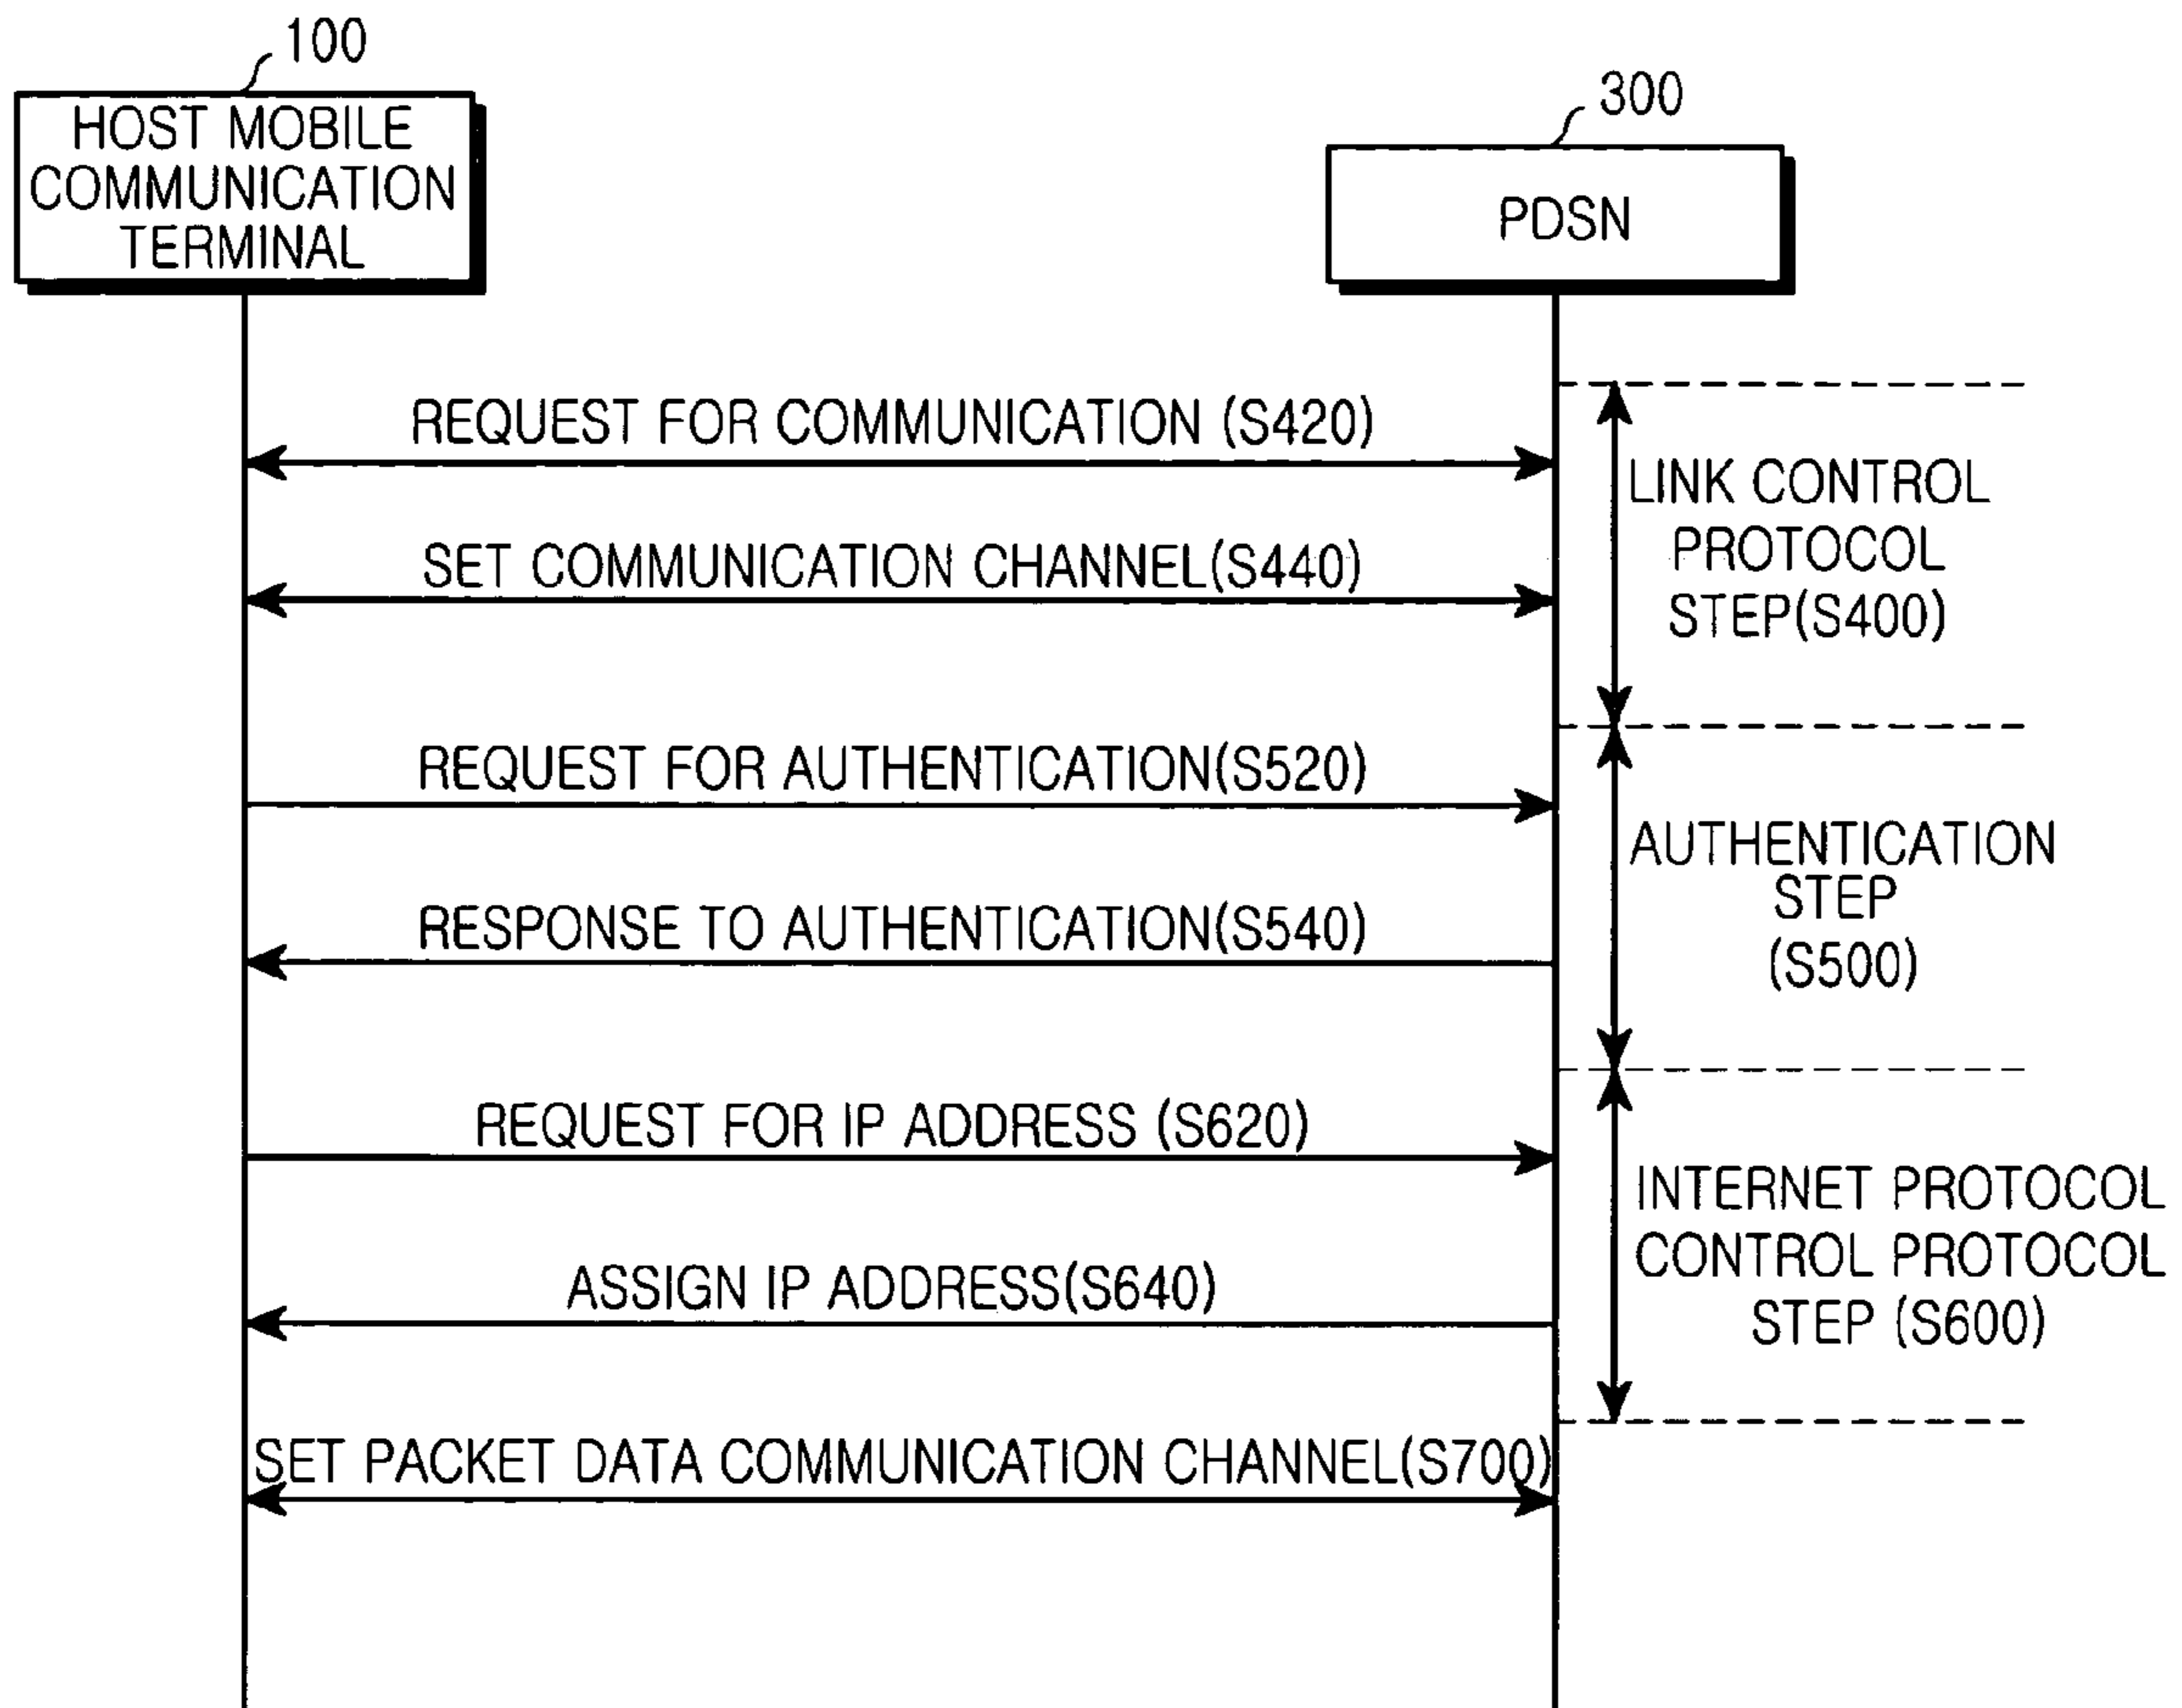 100
HOST MOBILE
COMMUNICATION
TERMINAL
300
PDSN
REQUEST FOR COMMUNICATION (S420)
SET COMMUNICATION CHANNEL(S440)
LINK CONTROL
PROTOCOL
STEP(S400)
REQUEST FOR AUTHENTICATION(S520)
RESPONSE TO AUTHENTICATION(S540)
AUTHENTICATION
STEP
(S500)
REQUEST FOR IP ADDRESS (S620)
ASSIGN IP ADDRESS(S640)
INTERNET PROTOCOL
CONTROL PROTOCOL
STEP (S600)
SET PACKET DATA COMMUNICATION CHANNEL(S700)